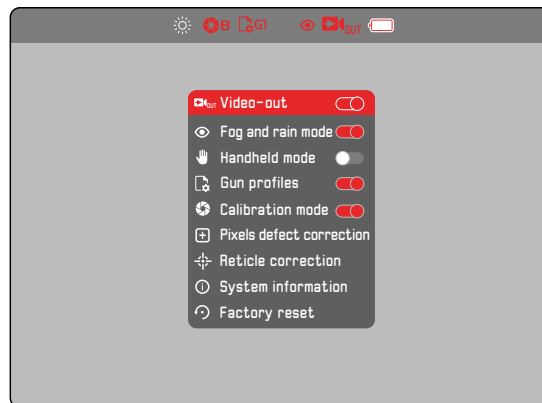 B G1 OUT
OUT Video-out
Fog and rain mode
Handheld mode
Gun profiles
Calibration mode
Pixels defect correction
Reticle correction
System information
Factory reset